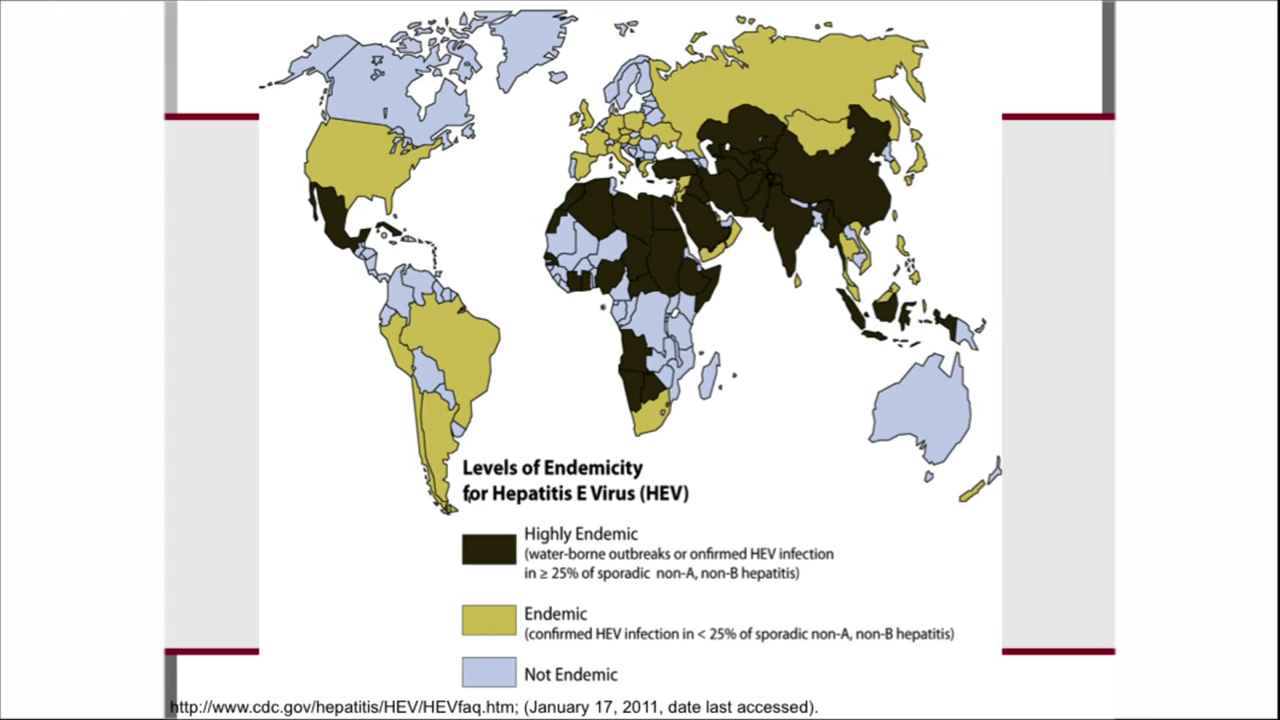 Levels of Endemicity
for Hepatitis E Virus (HEV)
Highly Endemic
(water-borne outbreaks or onfirmed HEV infection
in ≥ 25% of sporadic non-A, non-B hepatitis)
Endemic
(confirmed HEV infection in < 25% of sporadic non-A, non-B hepatitis)
Not Endemic
http://www.cdc.gov/hepatitis/HEV/HEVfaq.htm; (January 17, 2011, date last accessed).